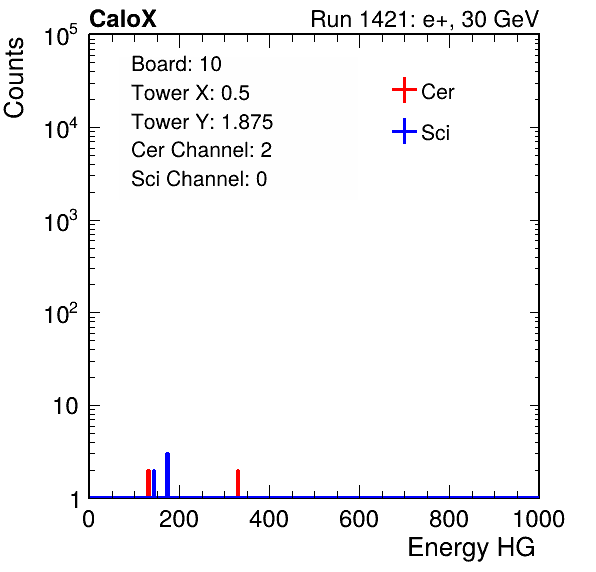 CaloX Run 1421: e+, 30 GeV
Counts
Board: 10
Tower X: 0.5
Tower Y: 1.875
Cer Channel: 2
Sci Channel: 0
Cer
Sci
10^5
10^4
10^3
10^2
10
1
0 200 400 600 800 1000
Energy HG